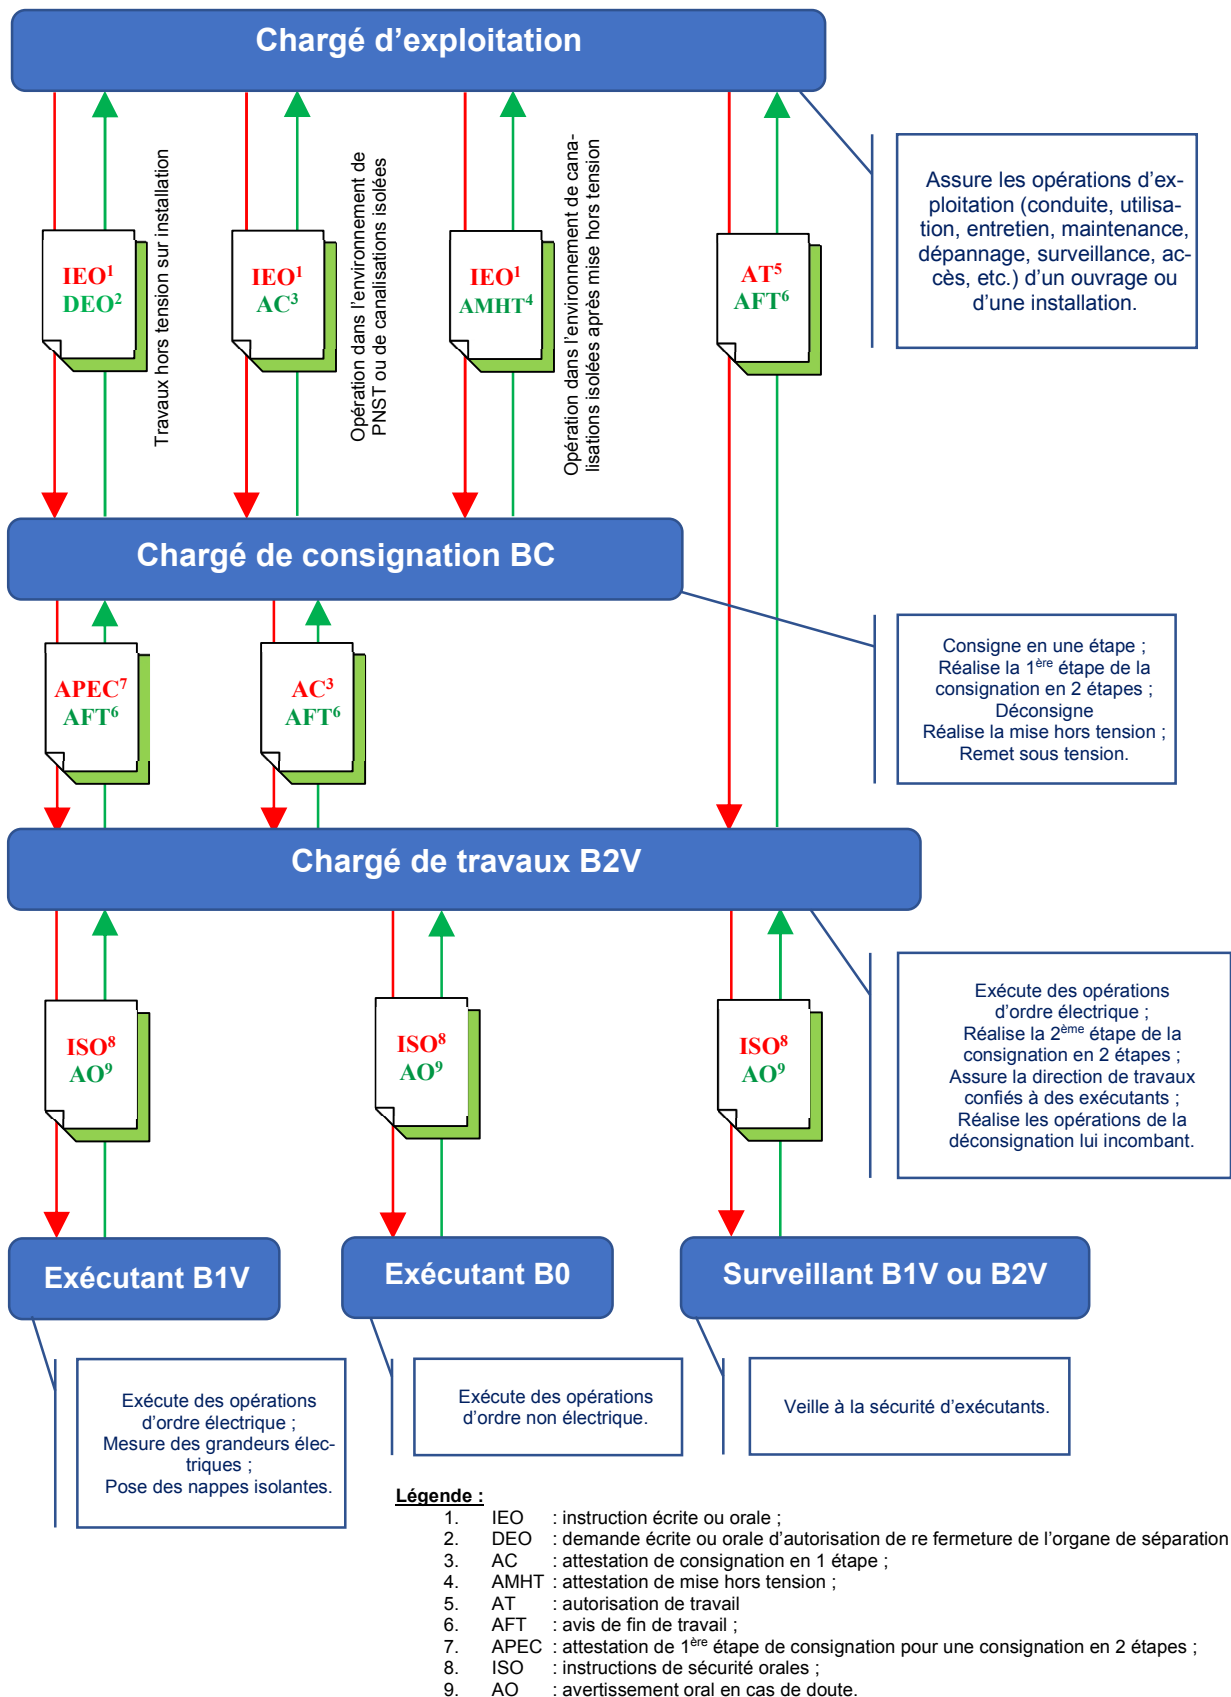 Chargé d’exploitation
Travaux hors tension sur installation
Opération dans l’environnement de
PNST ou de canalisations isolées
Opération dans l’environnement de cana-
lisations isolées après mise hors tension
IEO¹
DEO²
IEO¹
AC³
IEO¹
AMHT⁴
AT⁵
AFT⁶
Assure les opérations d’ex-
ploitation (conduite, utilisa-
tion, entretien, maintenance,
dépannage, surveillance, ac-
cès, etc.) d’un ouvrage ou
d’une installation.
Chargé de consignation BC
APEC⁷
AFT⁶
AC³
AFT⁶
Consigne en une étape ;
Réalise la 1ère étape de la
consignation en 2 étapes ;
Déconsigne
Réalise la mise hors tension ;
Remet sous tension.
Chargé de travaux B2V
ISO⁸
AO⁹
ISO⁸
AO⁹
ISO⁸
AO⁹
Exécute des opérations
d’ordre électrique ;
Réalise la 2ème étape de la
consignation en 2 étapes ;
Assure la direction de travaux
confiés à des exécutants ;
Réalise les opérations de la
déconsignation lui incombant.
Exécutant B1V
Exécutant B0
Surveillant B1V ou B2V
Exécute des opérations
d’ordre électrique ;
Mesure des grandeurs élec-
triques ;
Pose des nappes isolantes.
Exécute des opérations
d’ordre non électrique.
Veille à la sécurité d’exécutants.
Légende :
1. IEO : instruction écrite ou orale ;
2. DEO : demande écrite ou orale d’autorisation de re fermeture de l’organe de séparation
3. AC : attestation de consignation en 1 étape ;
4. AMHT : attestation de mise hors tension ;
5. AT : autorisation de travail
6. AFT : avis de fin de travail ;
7. APEC : attestation de 1ère étape de consignation pour une consignation en 2 étapes ;
8. ISO : instructions de sécurité orales ;
9. AO : avertissement oral en cas de doute.